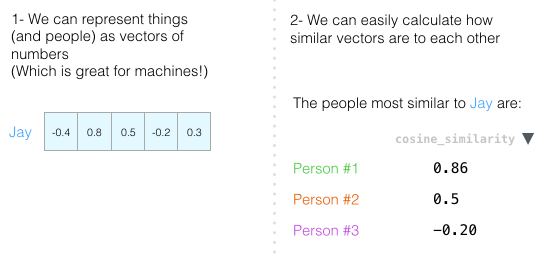 1- We can represent things
(and people) as vectors of
numbers
(Which is great for machines!)
Jay -0.4 0.8 0.5 -0.2 0.3
2- We can easily calculate how
similar vectors are to each other
The people most similar to Jay are:
cosine_similarity ▼
Person #1 0.86
Person #2 0.5
Person #3 -0.20